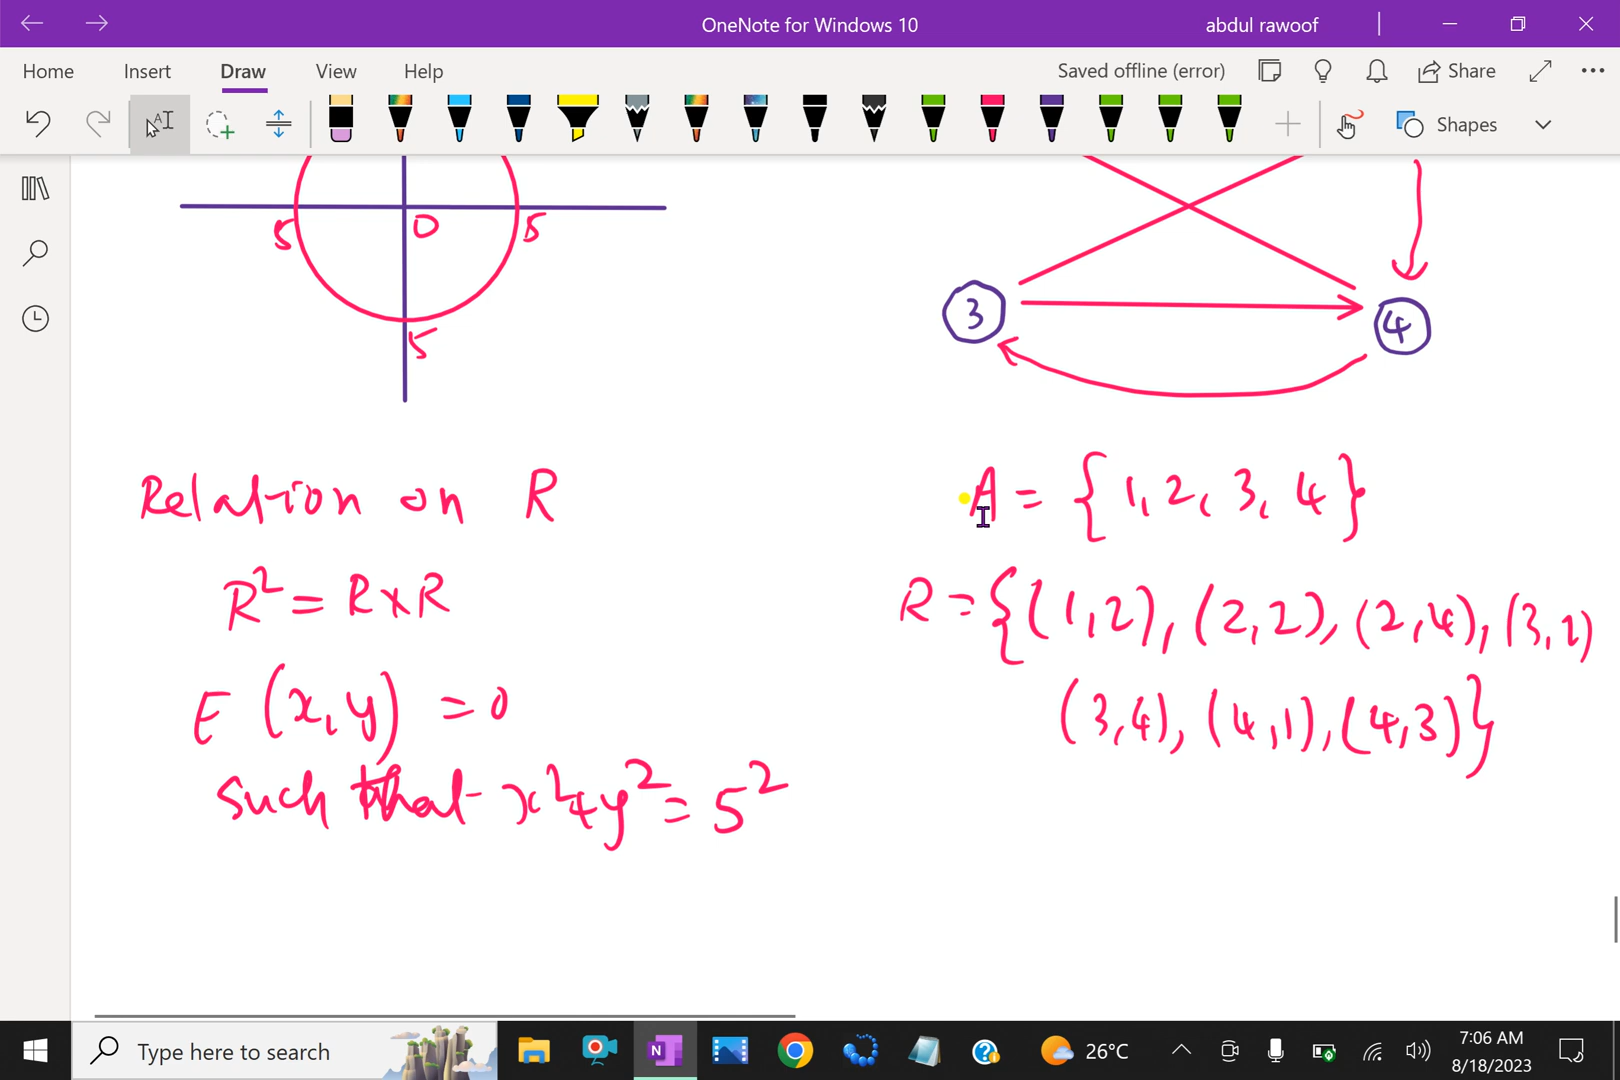 OneNote for Windows 10
abdul rawoof
Home Insert Draw View Help
Saved offline (error)
Share
Shapes
5 0 5
5
3
4
Relation on R
R² = R×R
E (x,y) = 0
such that x²+y² = 5²
A = {1, 2, 3, 4}
R = {(1,2), (2,2), (2,4), (3,2)
(3,4), (4,1), (4,3)}
Type here to search
26°C
7:06 AM
8/18/2023